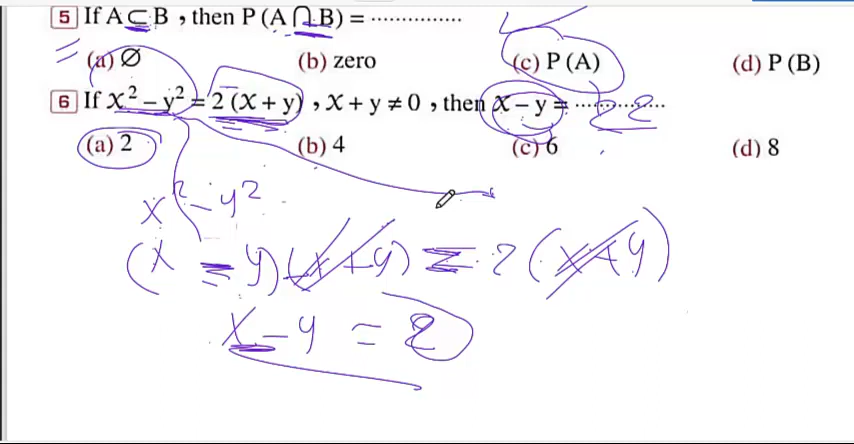 5 If A ⊂ B , then P (A ∩ B) = ...............
(a) ∅ (b) zero (c) P (A) (d) P (B)
6 If X² − y² = 2 (X + y) , X + y ≠ 0 , then X − y = ...............
(a) 2 (b) 4 (c) 6 (d) 8
x² − y²
(x − y) (x + y) = 2 (x + y)
x − y = 2